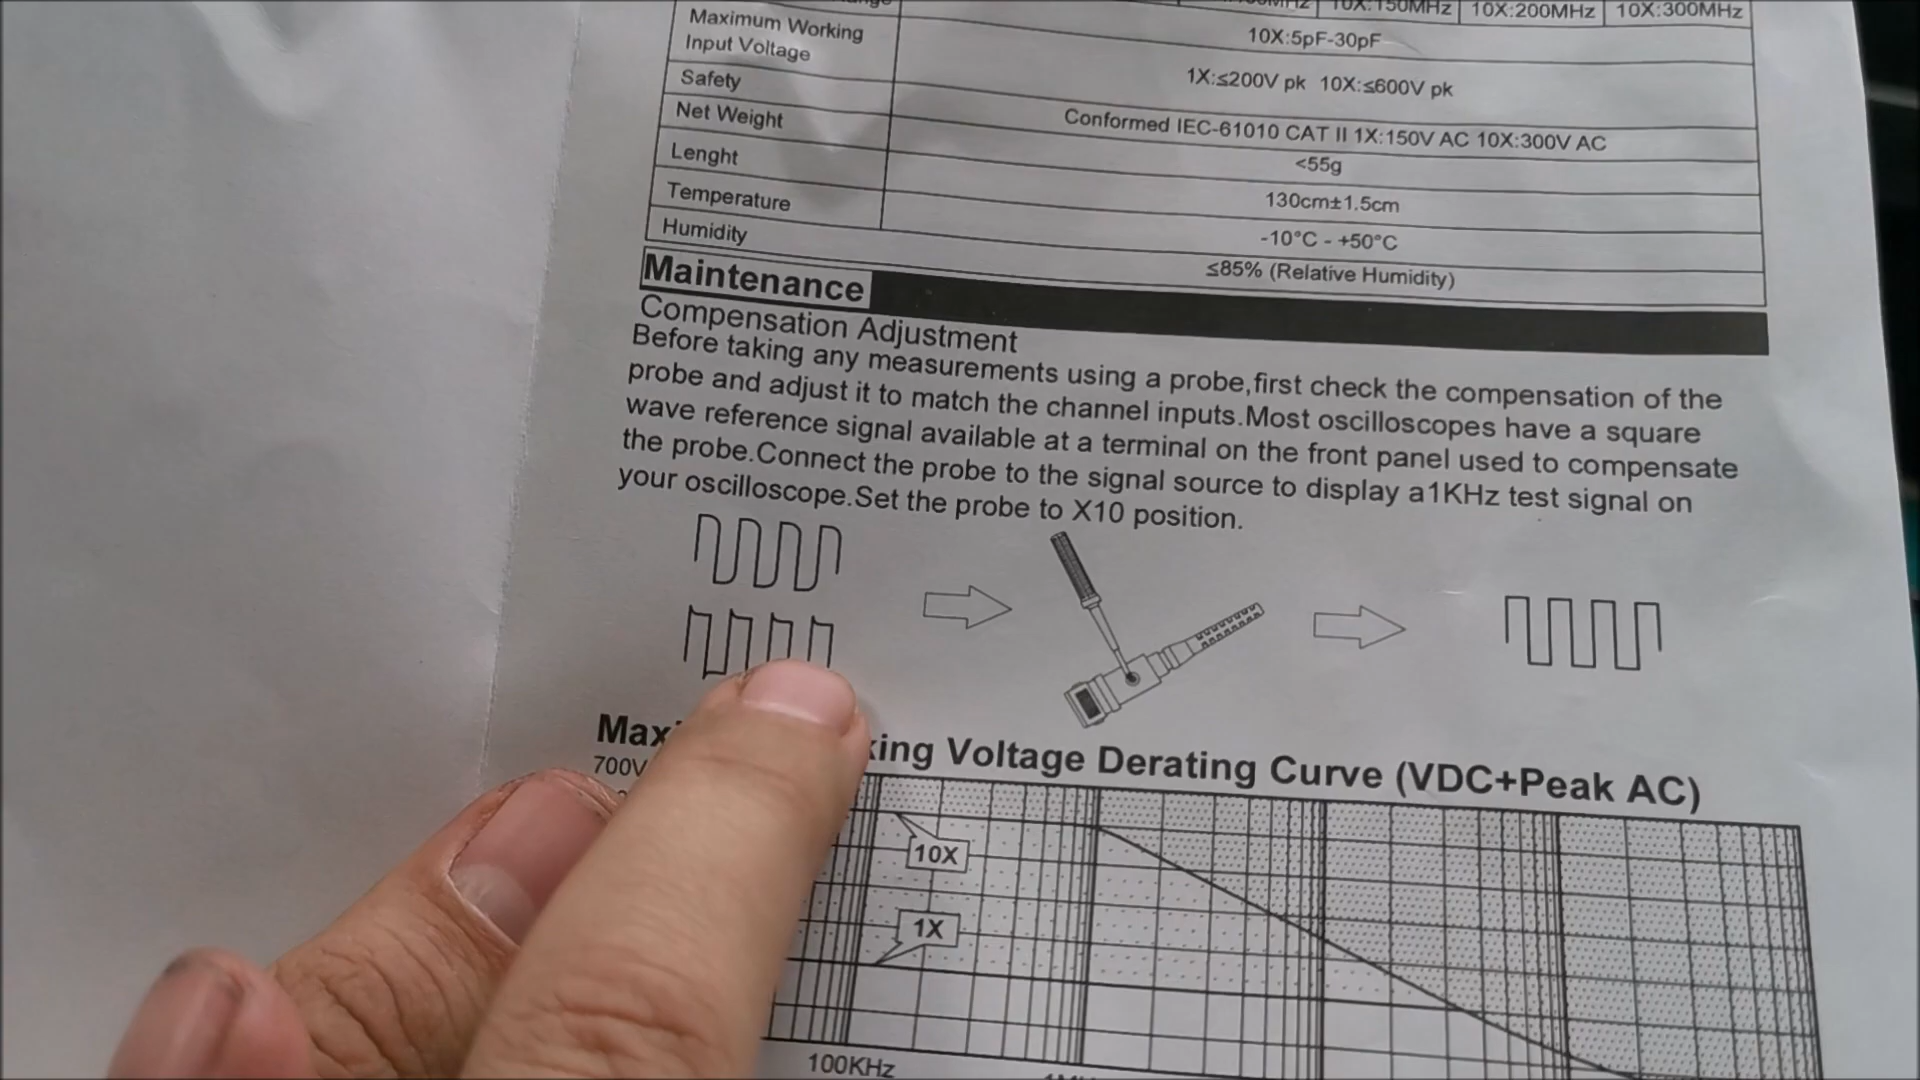 10X:150MHz 10X:200MHz 10X:300MHz
Maximum Working
Input Voltage
10X:5pF-30pF
Safety
1X:≤200V pk 10X:≤600V pk
Net Weight
Conformed IEC-61010 CAT II 1X:150V AC 10X:300V AC
Lenght
<55g
Temperature
130cm±1.5cm
Humidity
-10°C - +50°C
≤85% (Relative Humidity)
Maintenance
Compensation Adjustment
Before taking any measurements using a probe,first check the compensation of the
probe and adjust it to match the channel inputs.Most oscilloscopes have a square
wave reference signal available at a terminal on the front panel used to compensate
the probe.Connect the probe to the signal source to display a1KHz test signal on
your oscilloscope.Set the probe to X10 position.
Voltage Derating Curve (VDC+Peak AC)
700V
10X
1X
100KHz